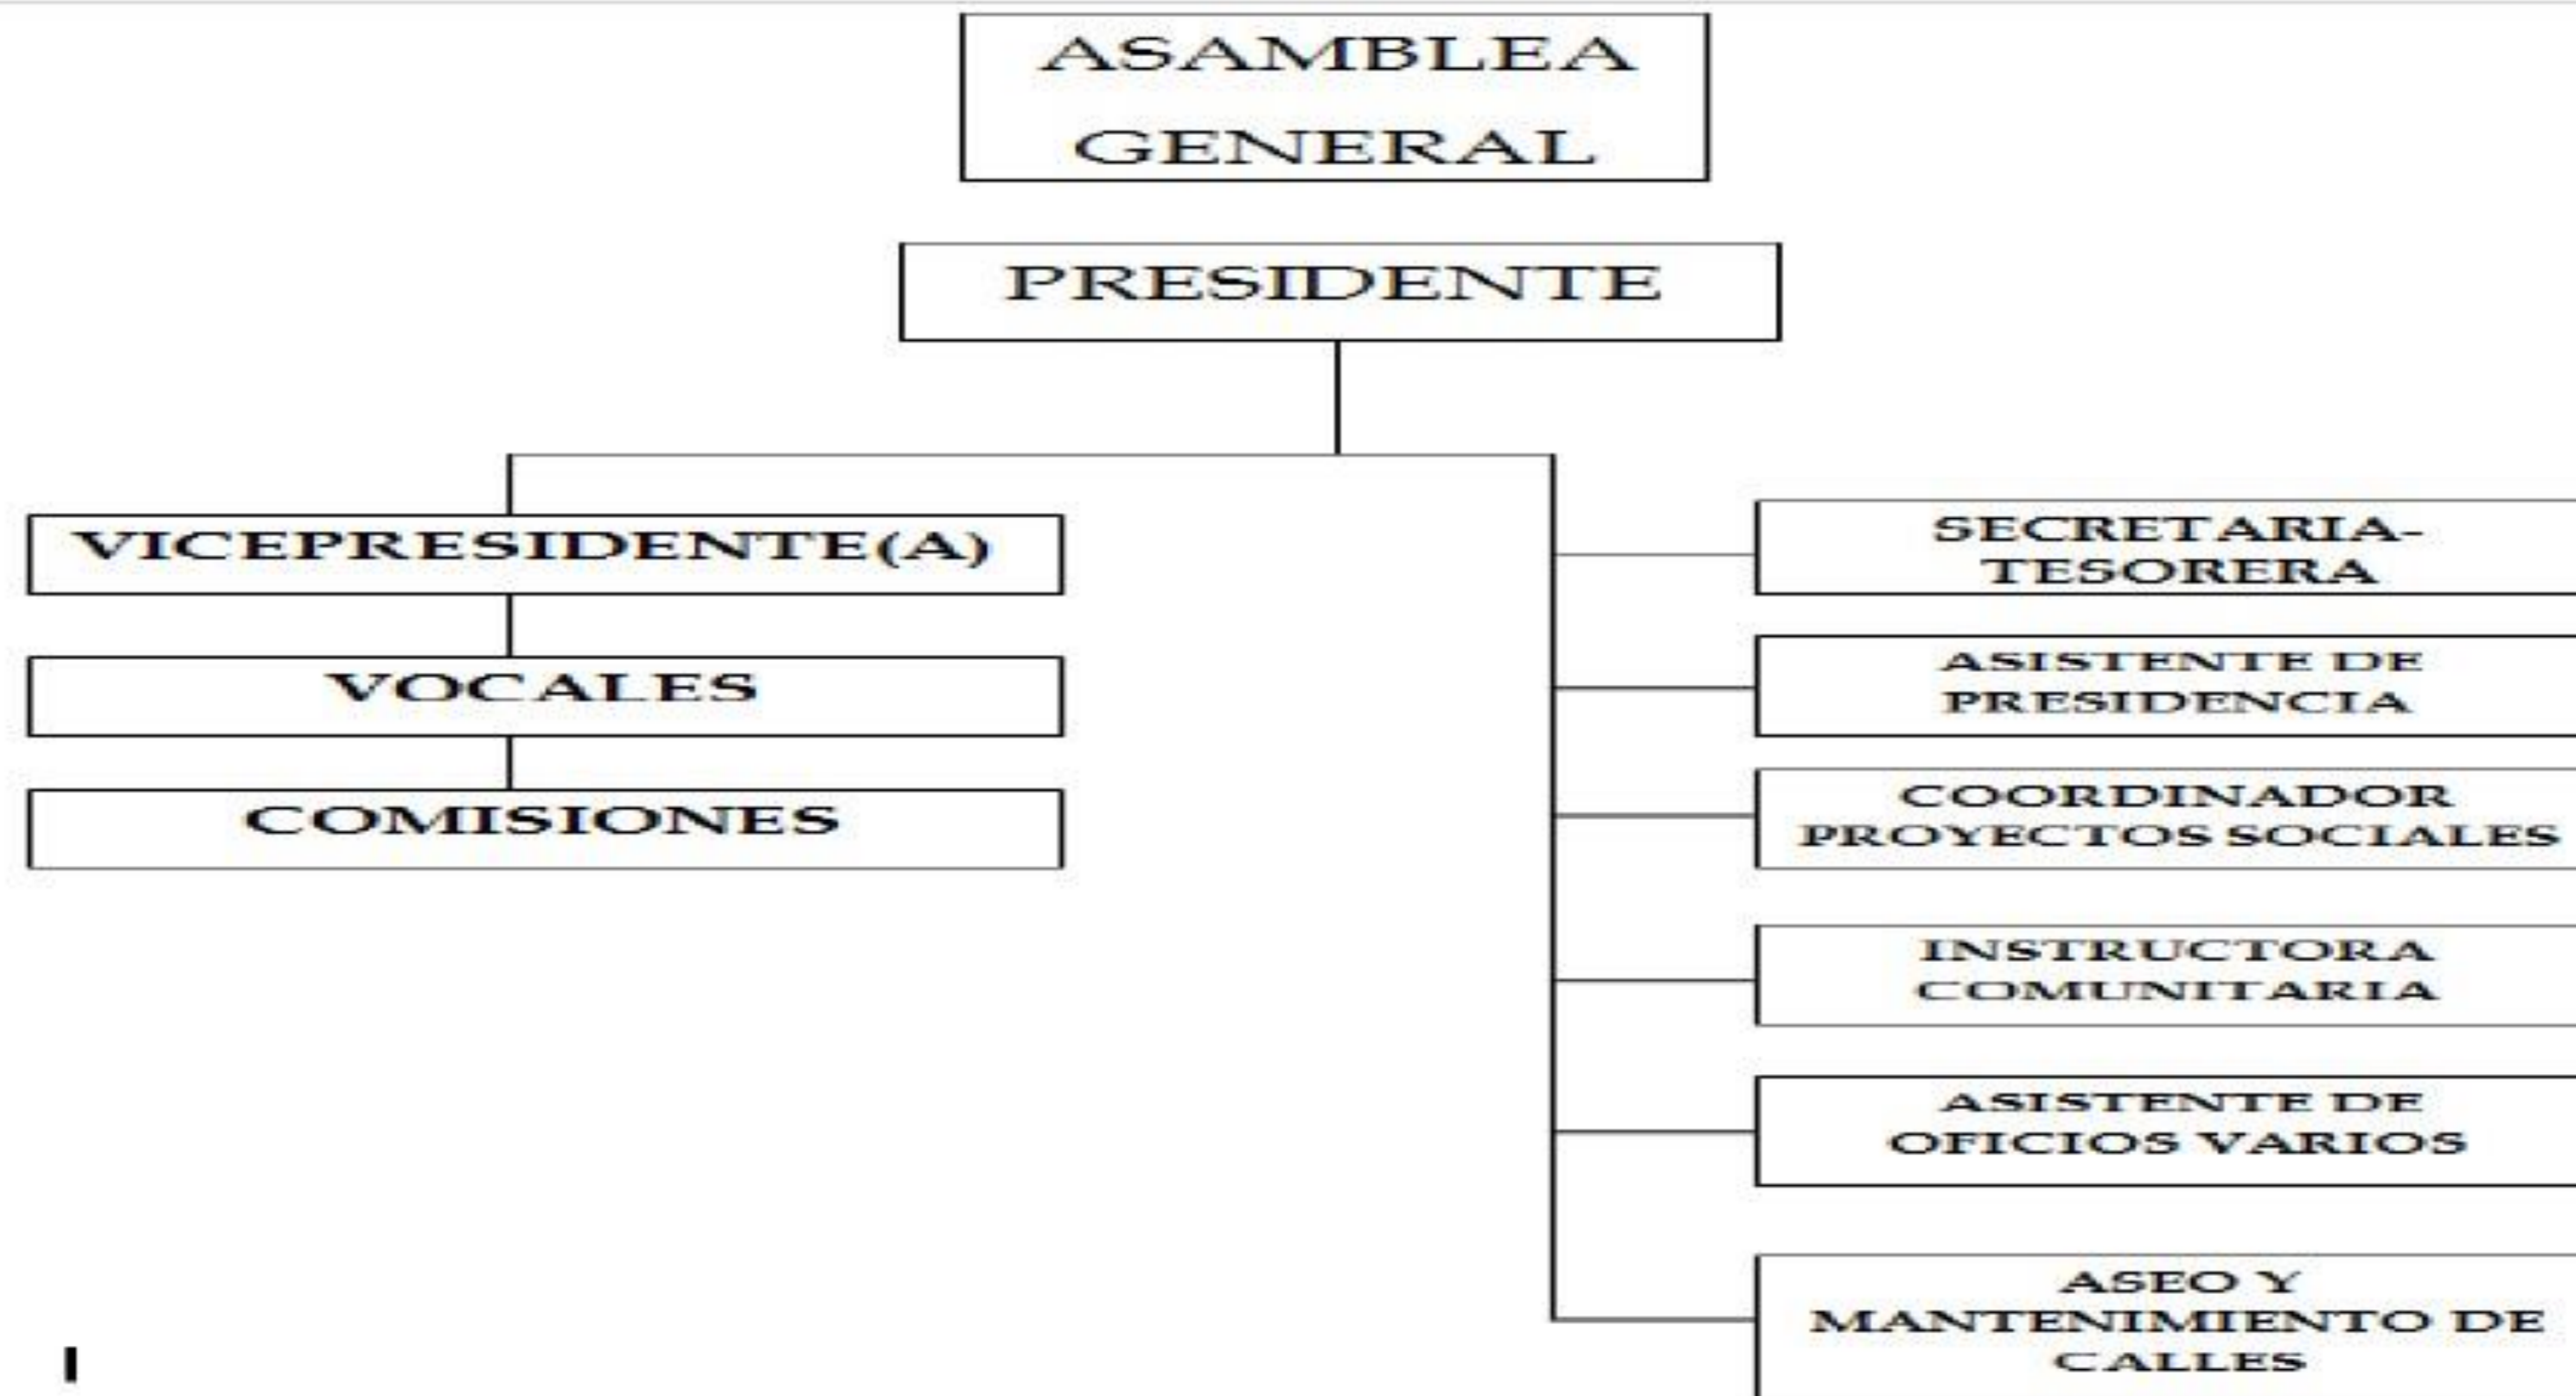 ASAMBLEA
GENERAL
PRESIDENTE
VICEPRESIDENTE(A)
VOCALES
COMISIONES
SECRETARIA-
TESORERA
ASISTENTE DE
PRESIDENCIA
COORDINADOR
PROYECTOS SOCIALES
INSTRUCTORA
COMUNITARIA
ASISTENTE DE
OFICIOS VARIOS
ASEO Y
MANTENIMIENTO DE
CALLES